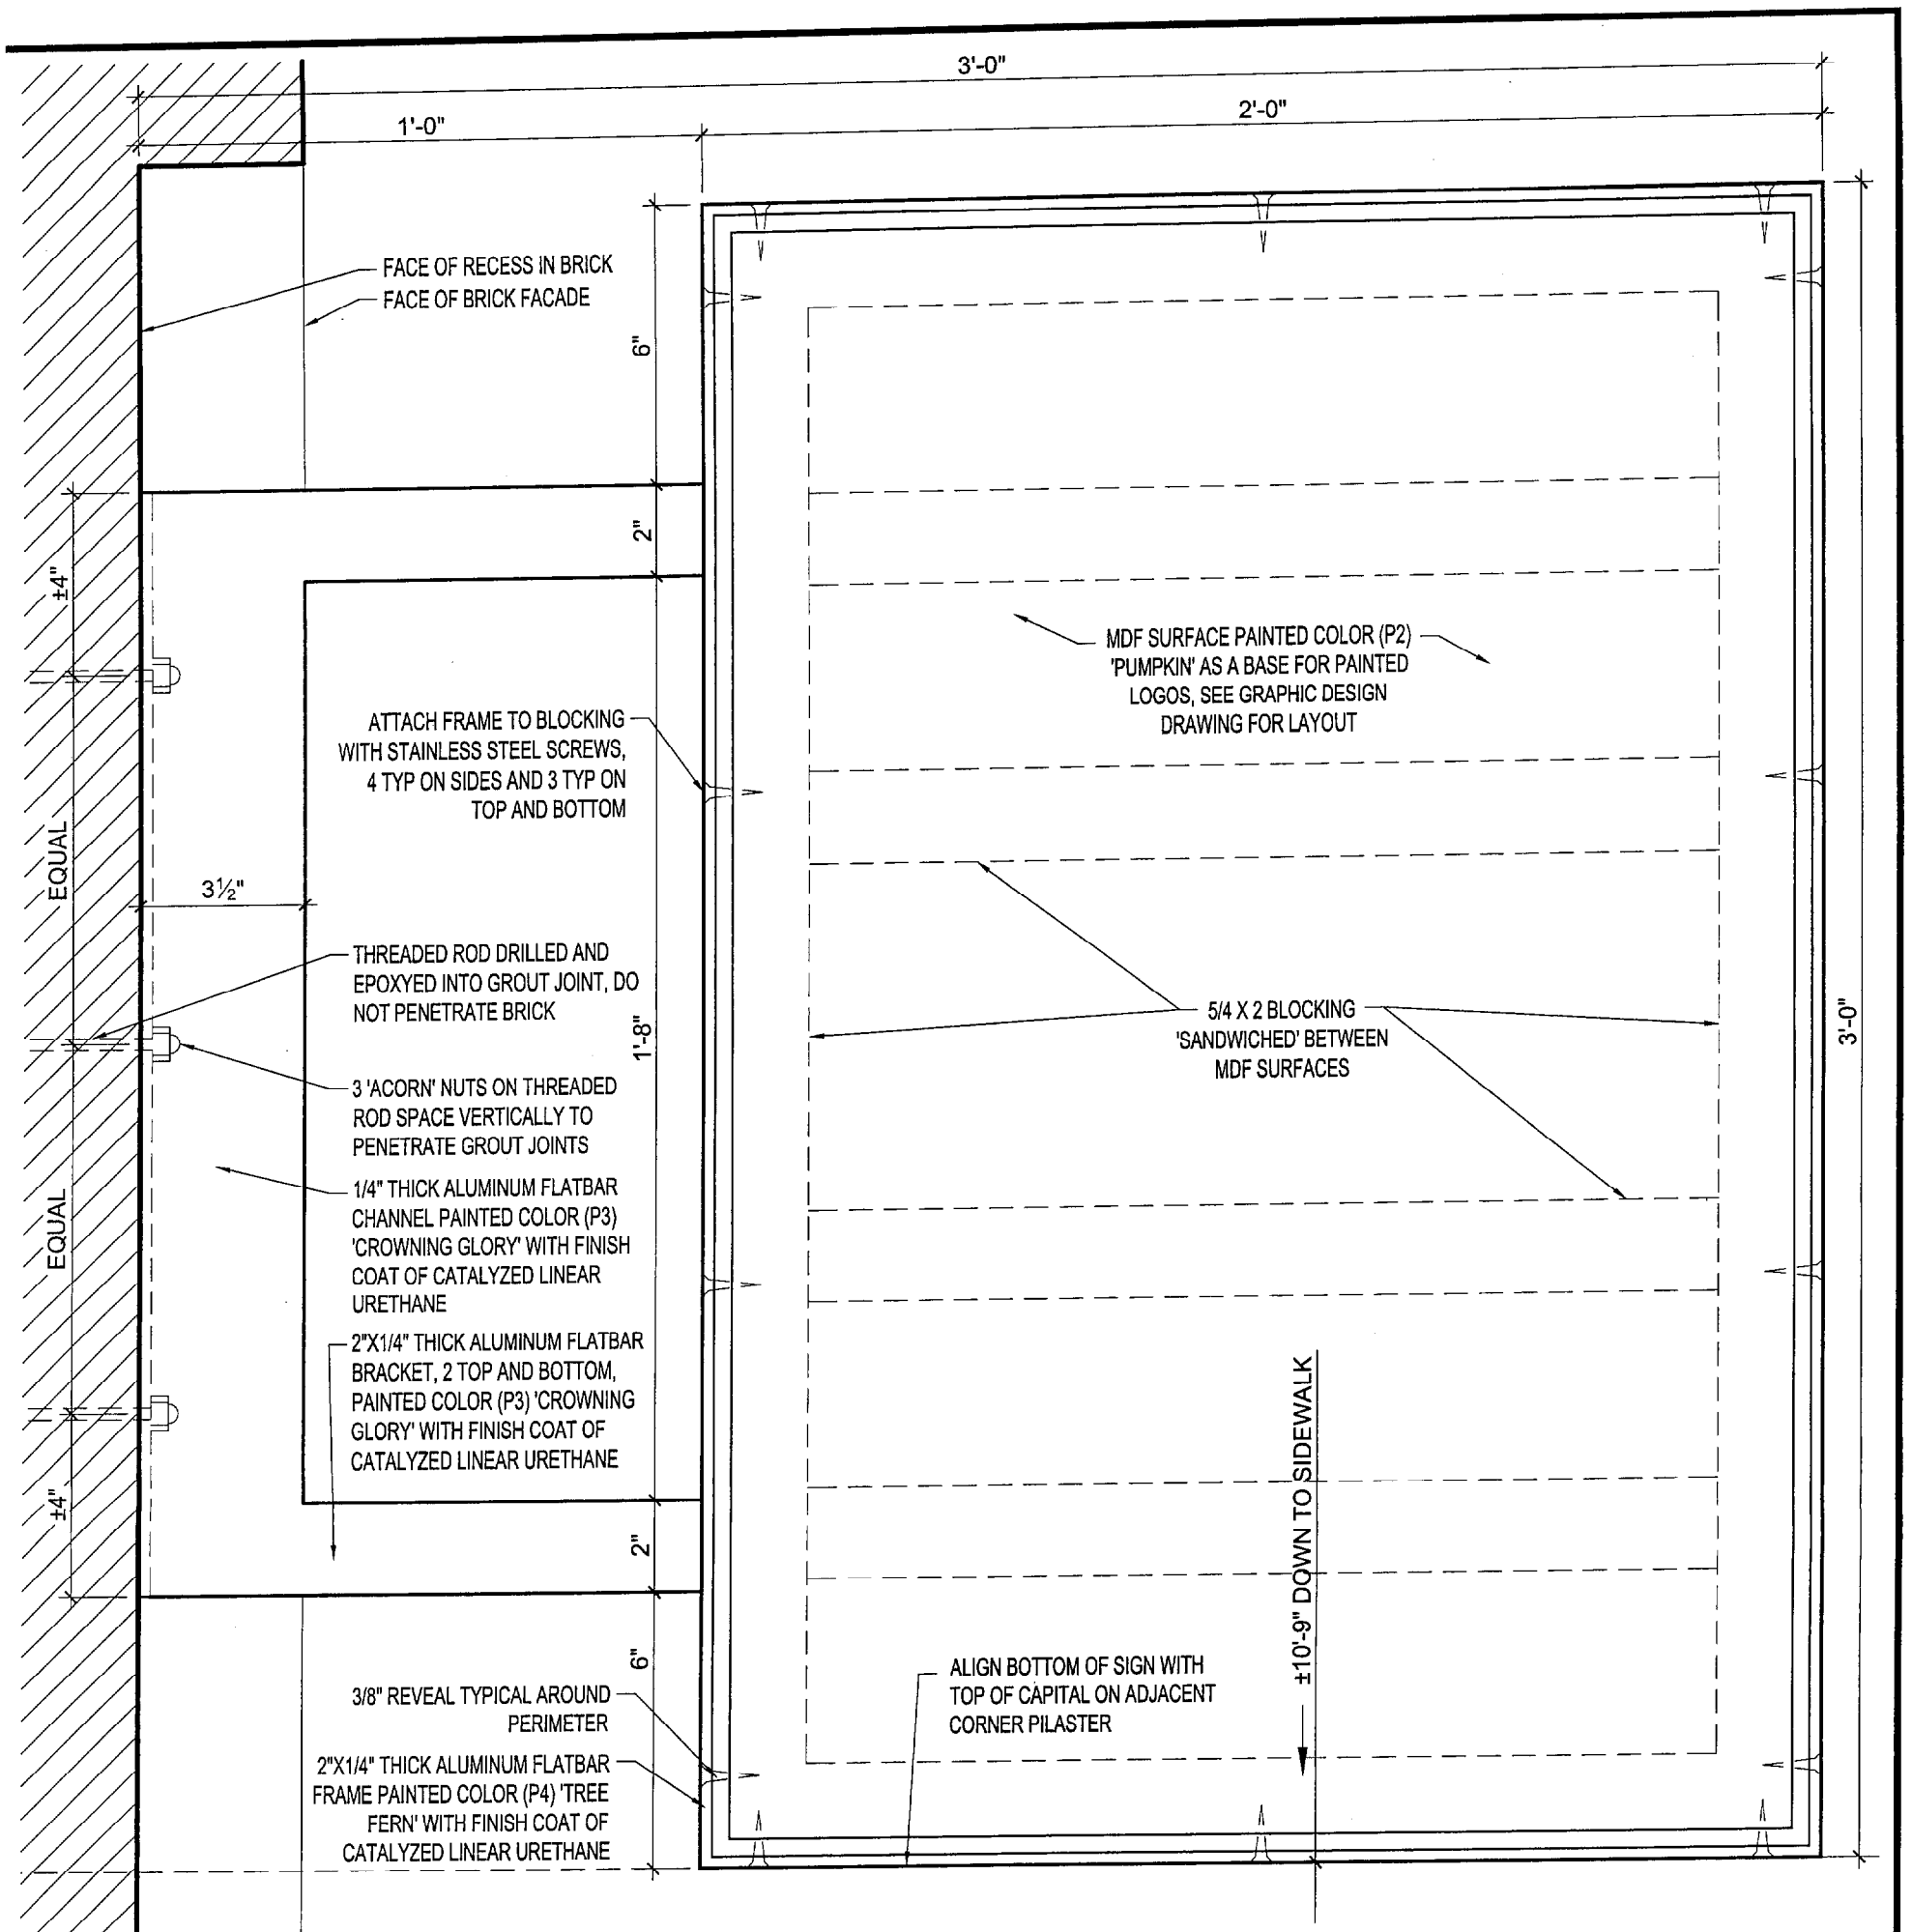 3'-0"
1'-0"
2'-0"
FACE OF RECESS IN BRICK
FACE OF BRICK FACADE
6"
2"
±4"
MDF SURFACE PAINTED COLOR (P2)
'PUMPKIN' AS A BASE FOR PAINTED
LOGOS, SEE GRAPHIC DESIGN
DRAWING FOR LAYOUT
ATTACH FRAME TO BLOCKING
WITH STAINLESS STEEL SCREWS,
4 TYP ON SIDES AND 3 TYP ON
TOP AND BOTTOM
EQUAL
3½"
THREADED ROD DRILLED AND
EPOXYED INTO GROUT JOINT, DO
NOT PENETRATE BRICK
1'-8"
5/4 X 2 BLOCKING
'SANDWICHED' BETWEEN
MDF SURFACES
3'-0"
3 'ACORN' NUTS ON THREADED
ROD SPACE VERTICALLY TO
PENETRATE GROUT JOINTS
1/4" THICK ALUMINUM FLATBAR
CHANNEL PAINTED COLOR (P3)
'CROWNING GLORY' WITH FINISH
COAT OF CATALYZED LINEAR
URETHANE
EQUAL
2"X1/4" THICK ALUMINUM FLATBAR
BRACKET, 2 TOP AND BOTTOM,
PAINTED COLOR (P3) 'CROWNING
GLORY' WITH FINISH COAT OF
CATALYZED LINEAR URETHANE
±4"
2"
±10'-9" DOWN TO SIDEWALK
6"
ALIGN BOTTOM OF SIGN WITH
TOP OF CAPITAL ON ADJACENT
CORNER PILASTER
3/8" REVEAL TYPICAL AROUND
PERIMETER
2"X1/4" THICK ALUMINUM FLATBAR
FRAME PAINTED COLOR (P4) 'TREE
FERN' WITH FINISH COAT OF
CATALYZED LINEAR URETHANE